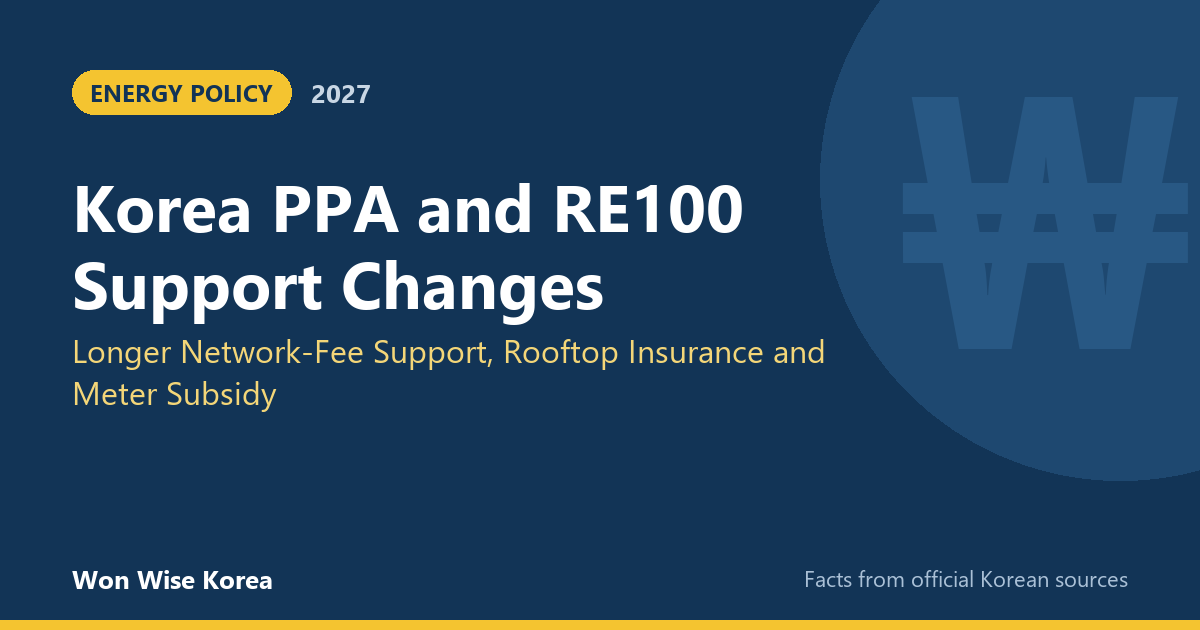 ENERGY POLICY 2027
Korea PPA and RE100
Support Changes
Longer Network-Fee Support, Rooftop Insurance and
Meter Subsidy
₩
Won Wise Korea
Facts from official Korean sources